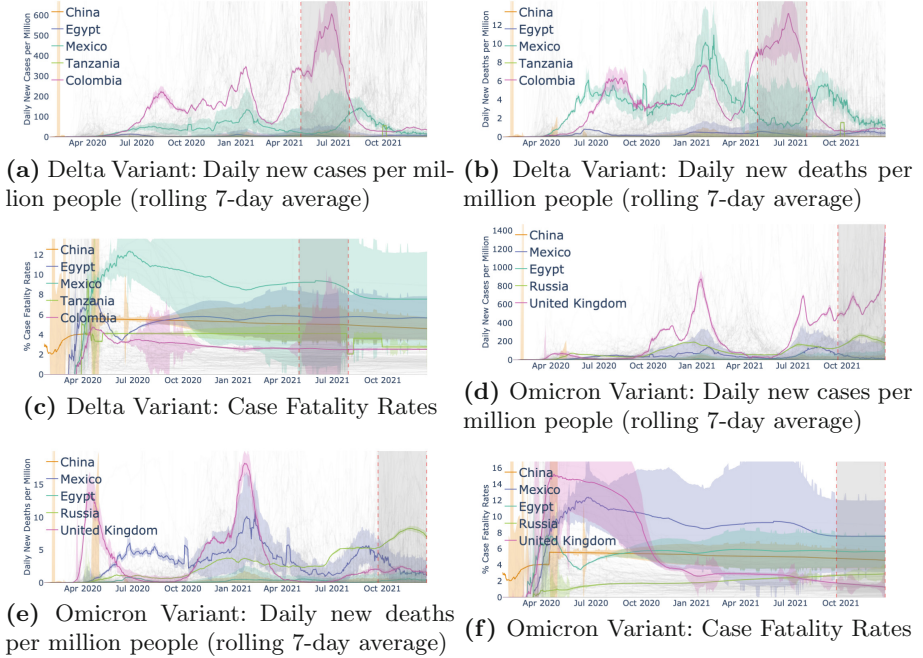 Daily New Cases per Million
600
500
400
300
200
100
0
China
Egypt
Mexico
Tanzania
Colombia
Apr 2020 Jul 2020 Oct 2020 Jan 2021 Apr 2021 Jul 2021 Oct 2021
(a) Delta Variant: Daily new cases per mil-
lion people (rolling 7-day average)
Daily New Deaths per Million
12
10
8
6
4
2
0
China
Egypt
Mexico
Tanzania
Colombia
Apr 2020 Jul 2020 Oct 2020 Jan 2021 Apr 2021 Jul 2021 Oct 2021
(b) Delta Variant: Daily new deaths per
million people (rolling 7-day average)
% Case Fatality Rates
12
10
8
6
4
2
0
China
Egypt
Mexico
Tanzania
Colombia
Apr 2020 Jul 2020 Oct 2020 Jan 2021 Apr 2021 Jul 2021 Oct 2021
(c) Delta Variant: Case Fatality Rates
Daily New Cases per Million
1400
1200
1000
800
600
400
200
0
China
Mexico
Egypt
Russia
United Kingdom
Apr 2020 Jul 2020 Oct 2020 Jan 2021 Apr 2021 Jul 2021 Oct 2021
(d) Omicron Variant: Daily new cases per
million people (rolling 7-day average)
Daily New Deaths per Million
15
10
5
0
China
Mexico
Egypt
Russia
United Kingdom
Apr 2020 Jul 2020 Oct 2020 Jan 2021 Apr 2021 Jul 2021 Oct 2021
(e) Omicron Variant: Daily new deaths
per million people (rolling 7-day average)
% Case Fatality Rates
16
14
12
10
8
6
4
2
0
China
Mexico
Egypt
Russia
United Kingdom
Apr 2020 Jul 2020 Oct 2020 Jan 2021 Apr 2021 Jul 2021 Oct 2021
(f) Omicron Variant: Case Fatality Rates